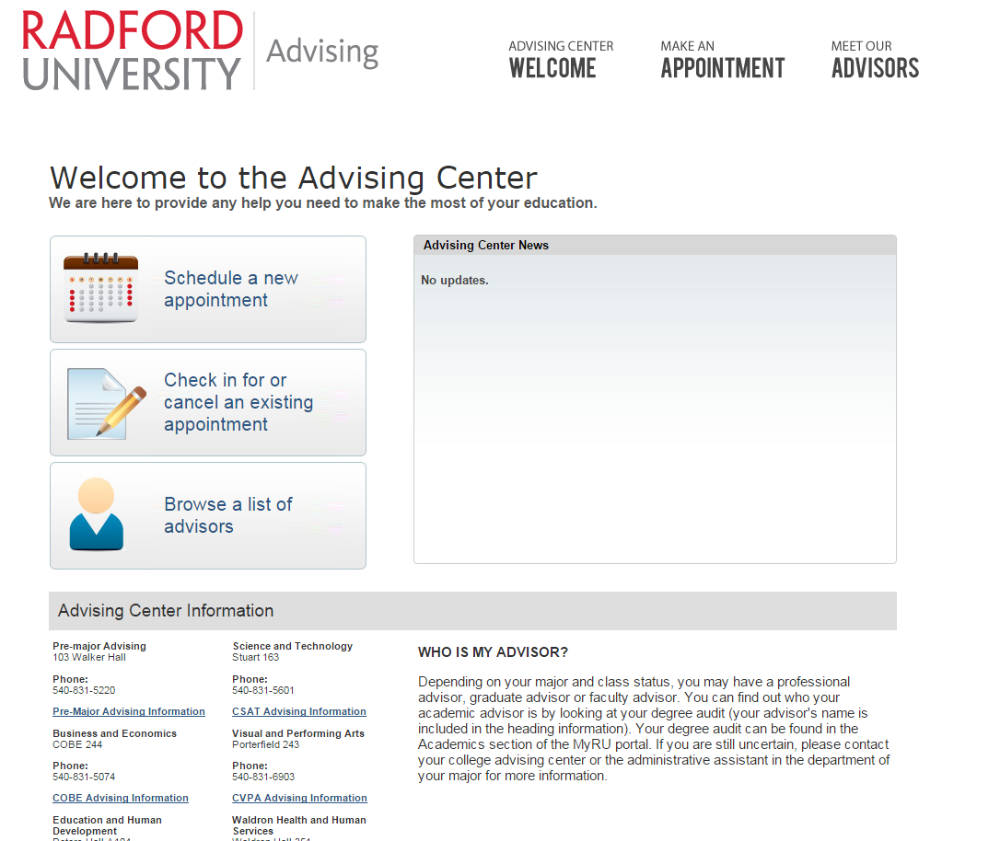 RADFORD
UNIVERSITY
Advising
ADVISING CENTER
WELCOME
MAKE AN
APPOINTMENT
MEET OUR
ADVISORS
Welcome to the Advising Center
We are here to provide any help you need to make the most of your education.
Schedule a new
appointment
Check in for or
cancel an existing
appointment
Browse a list of
advisors
Advising Center News
No updates.
Advising Center Information
Pre-major Advising
103 Walker Hall
Phone:
540-831-5220
Pre-Major Advising Information
Business and Economics
COBE 244
Phone:
540-831-5074
COBE Advising Information
Education and Human
Development
Science and Technology
Stuart 163
Phone:
540-831-5601
CSAT Advising Information
Visual and Performing Arts
Porterfield 243
Phone:
540-831-6903
CVPA Advising Information
Waldron Health and Human
Services
WHO IS MY ADVISOR?
Depending on your major and class status, you may have a professional
advisor, graduate advisor or faculty advisor. You can find out who your
academic advisor is by looking at your degree audit (your advisor's name is
included in the heading information). Your degree audit can be found in the
Academics section of the MyRU portal. If you are still uncertain, please contact
your college advising center or the administrative assistant in the department of
your major for more information.